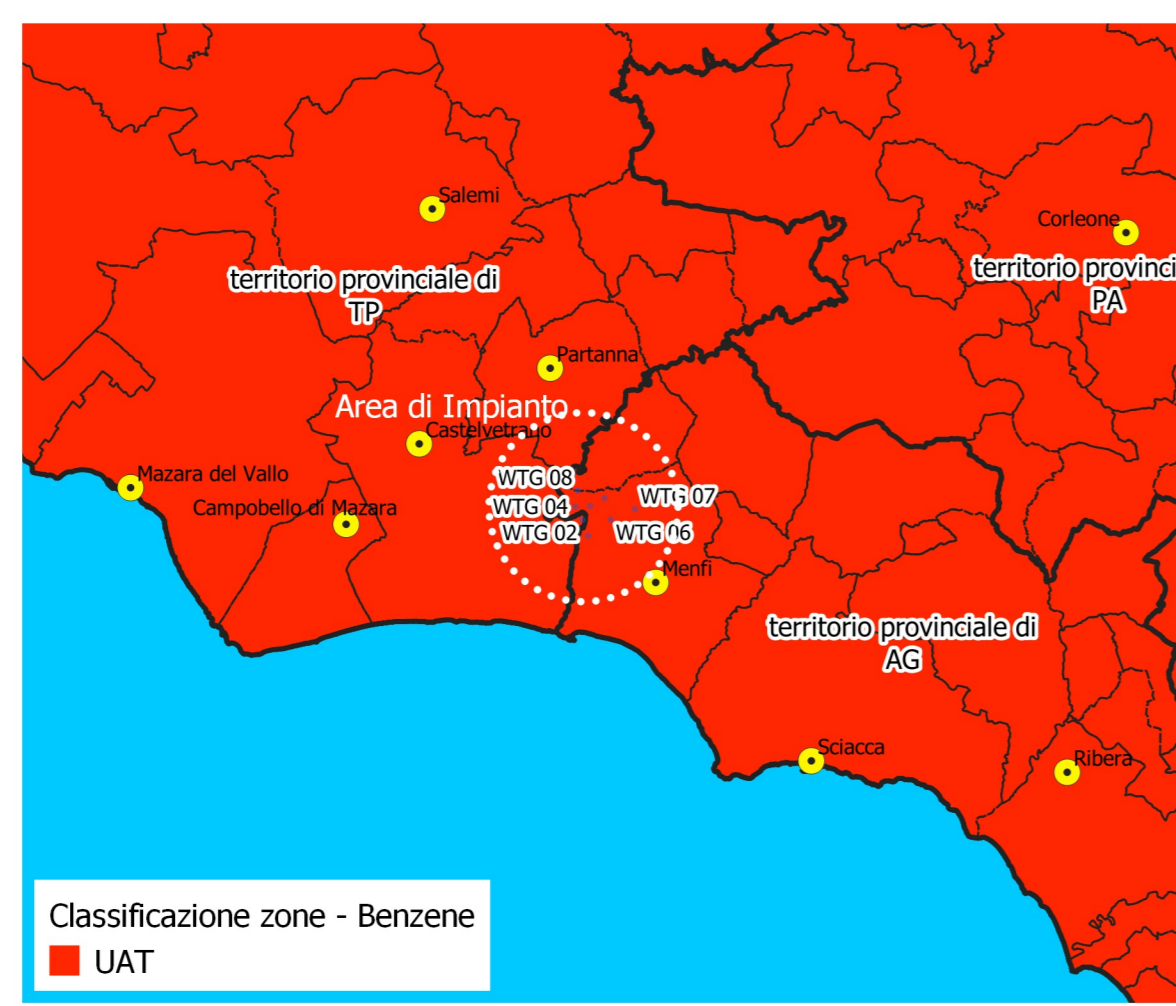 Salemi
Corleone
territorio provinciale di
TP
territorio provinci
PA
Partanna
Area di Impianto
Castelvetrano
Mazara del Vallo
Campobello di Mazara
WTG 08
WTG 07
WTG 04
WTG 02
WTG 06
Menfi
territorio provinciale di
AG
Sciacca
Ribera
Classificazione zone - Benzene
UAT